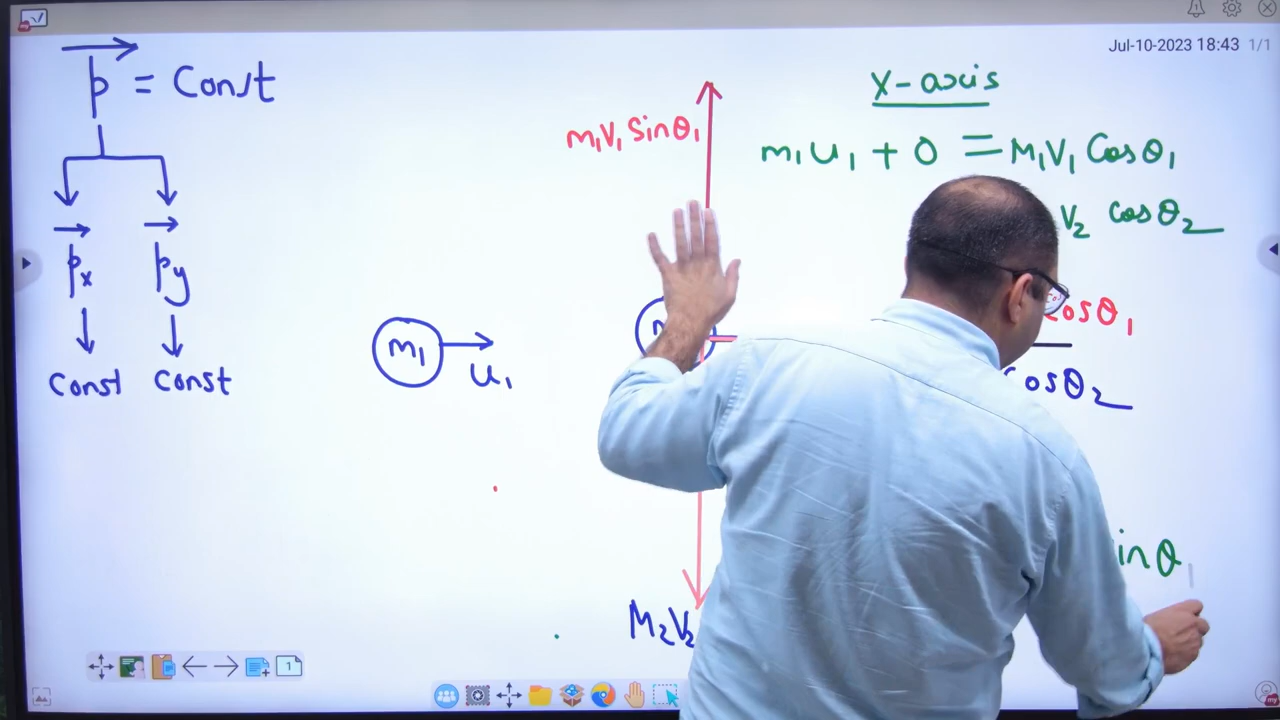 Jul-10-2023 18:43 1/1
p = Const
px py
Const Const
m₁
u₁
m₁v₁ Sinθ₁
M₂V₂
X-axis
m₁u₁ + 0 = M₁V₁ Cosθ₁
V₂ Cosθ₂
Cosθ₁
Cosθ₂
inθ
1